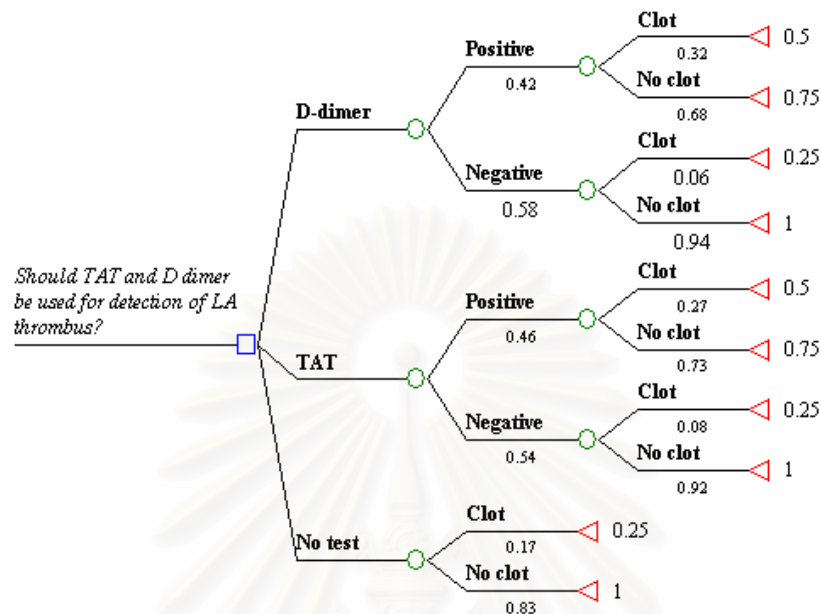 Clot
0.5
0.32
Positive
0.42
No clot
0.75
0.68
D-dimer
Clot
0.25
0.06
Negative
0.58
No clot
1
0.94
Should TAT and D dimer
be used for detection of LA
thrombus?
Clot
0.5
0.27
Positive
0.46
No clot
0.75
0.73
TAT
Clot
0.25
0.08
Negative
0.54
No clot
1
0.92
Clot
0.25
0.17
No test
No clot
1
0.83